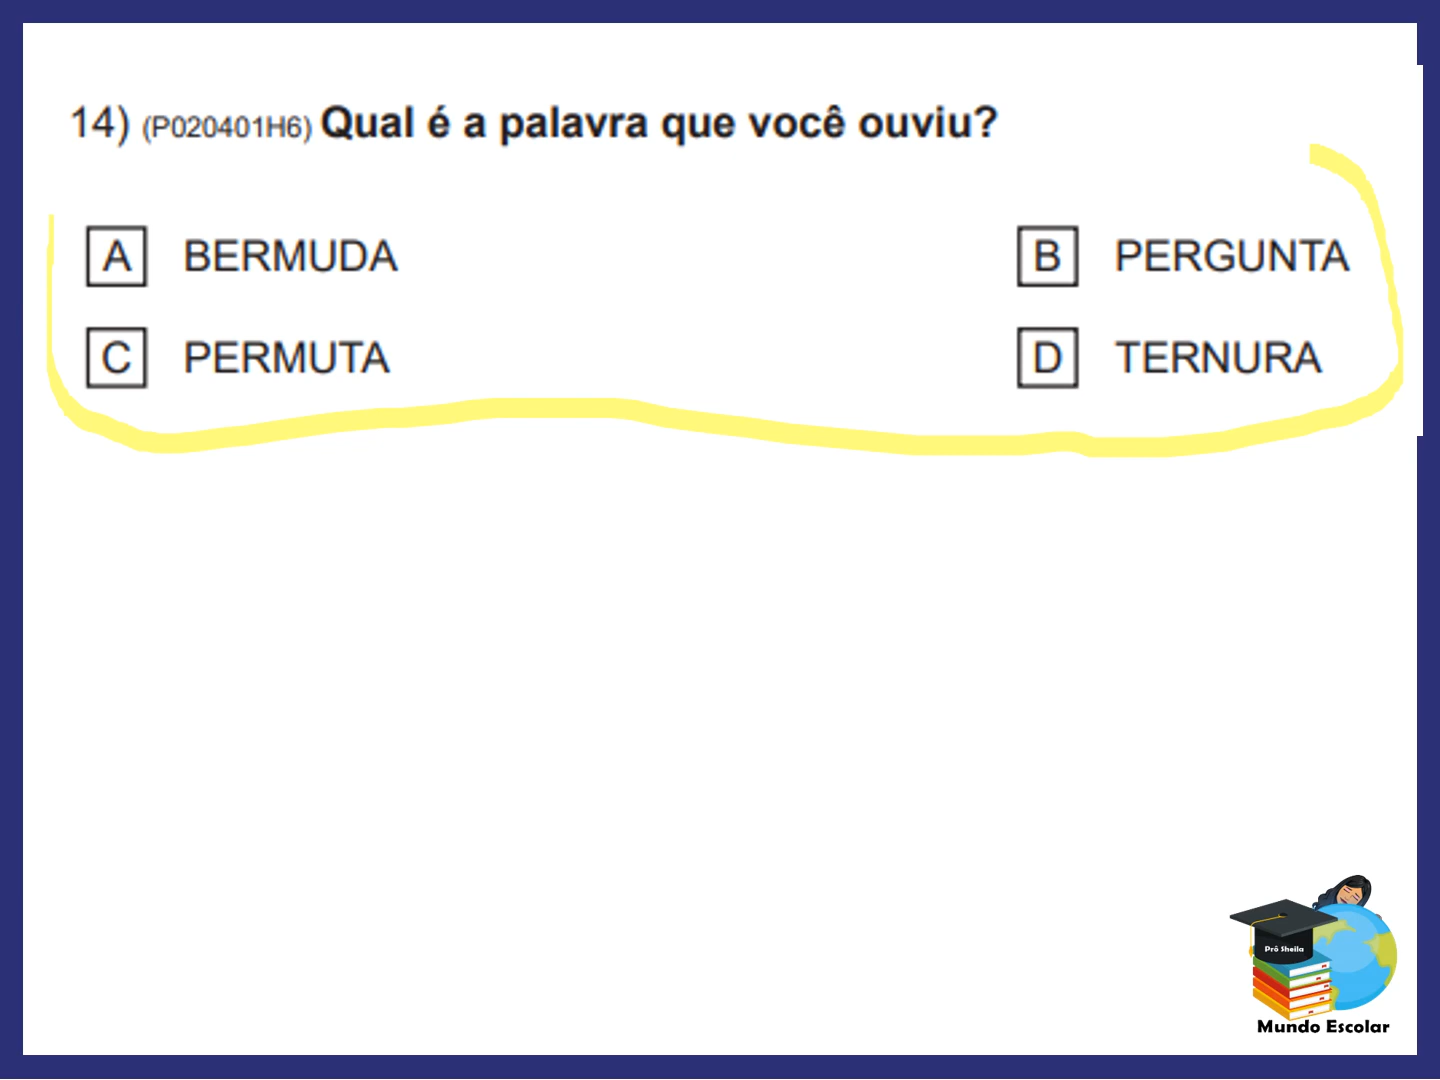 14) (P020401H6) Qual é a palavra que você ouviu?
A BERMUDA
B PERGUNTA
C PERMUTA
D TERNURA
Prô Sheila
Mundo Escolar